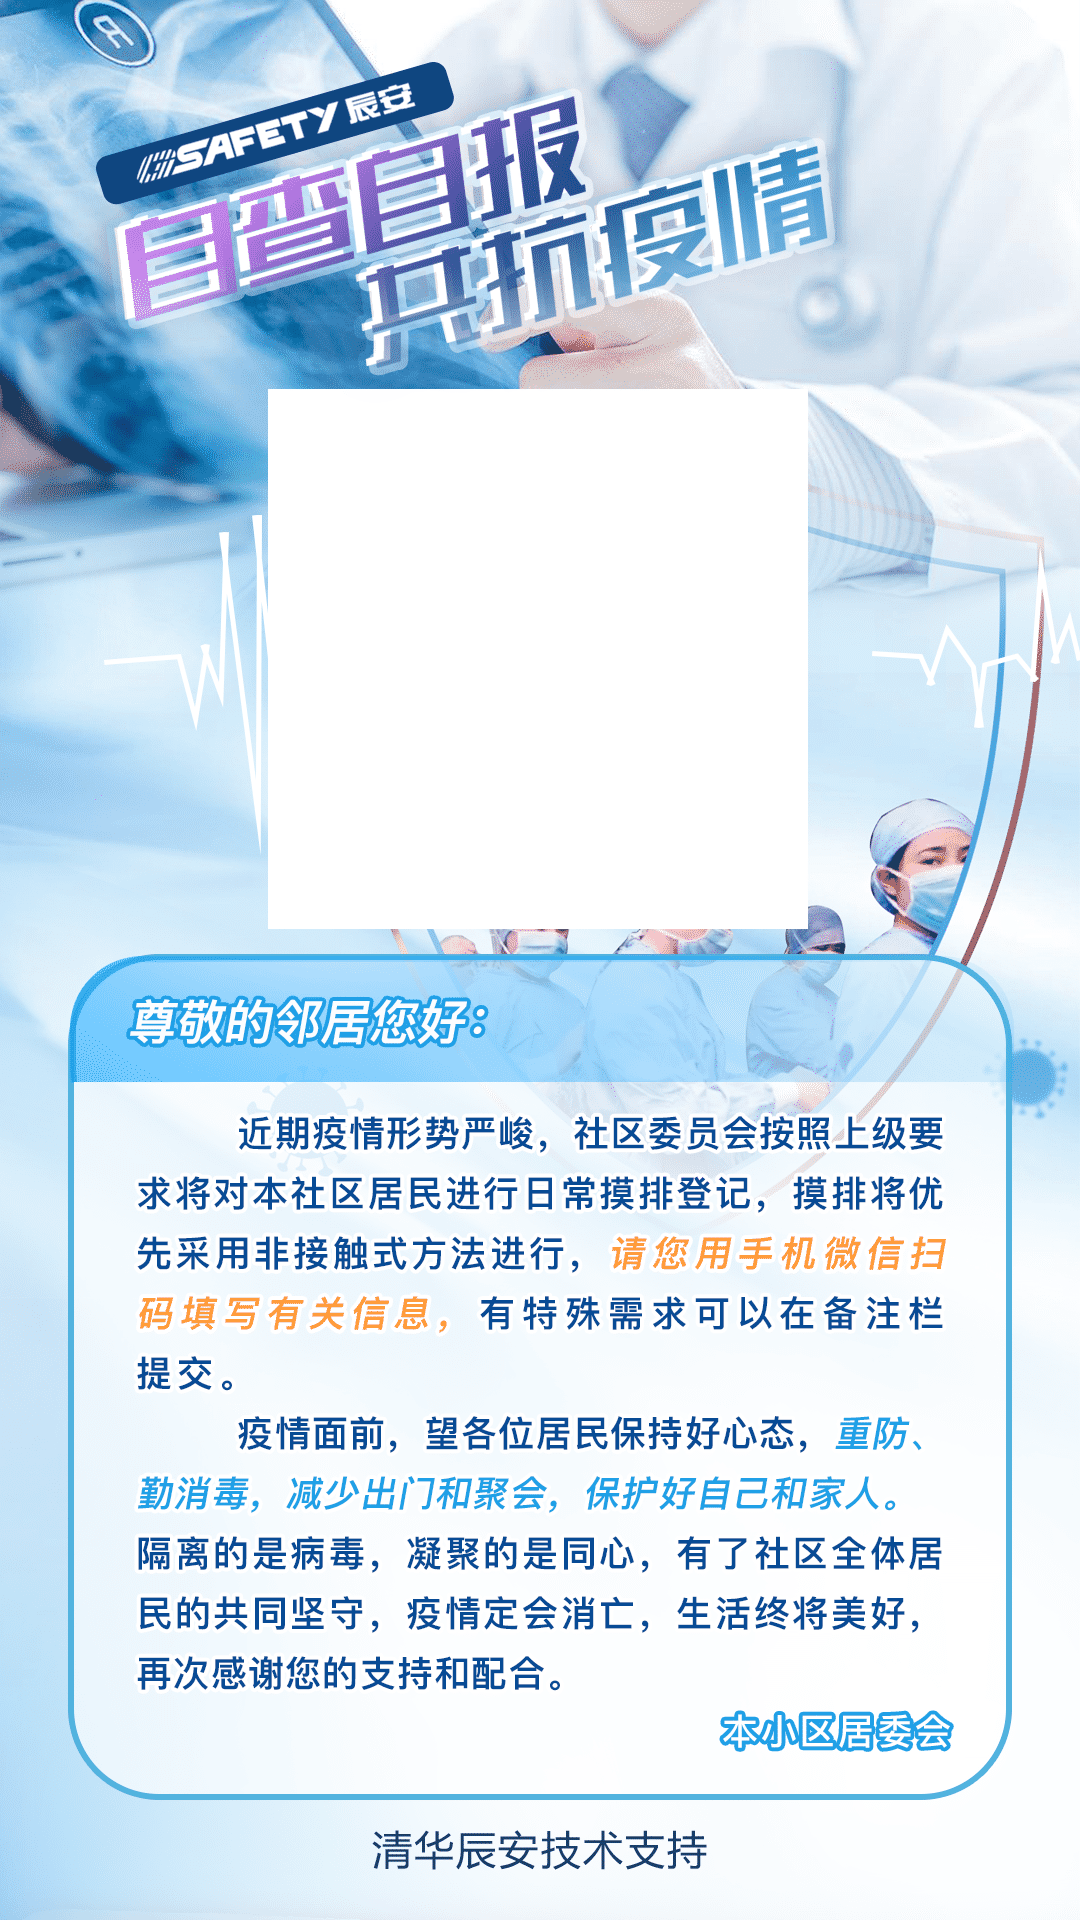 GSAFETY 辰安
自查自报
共抗疫情
尊敬的邻居您好：
近期疫情形势严峻，社区委员会按照上级要
求将对本社区居民进行日常摸排登记，摸排将优
先采用非接触式方法进行，请您用手机微信扫
码填写有关信息，有特殊需求可以在备注栏
提交。
疫情面前，望各位居民保持好心态，重防、
勤消毒，减少出门和聚会，保护好自己和家人。
隔离的是病毒，凝聚的是同心，有了社区全体居
民的共同坚守，疫情定会消亡，生活终将美好，
再次感谢您的支持和配合。
本小区居委会
清华辰安技术支持